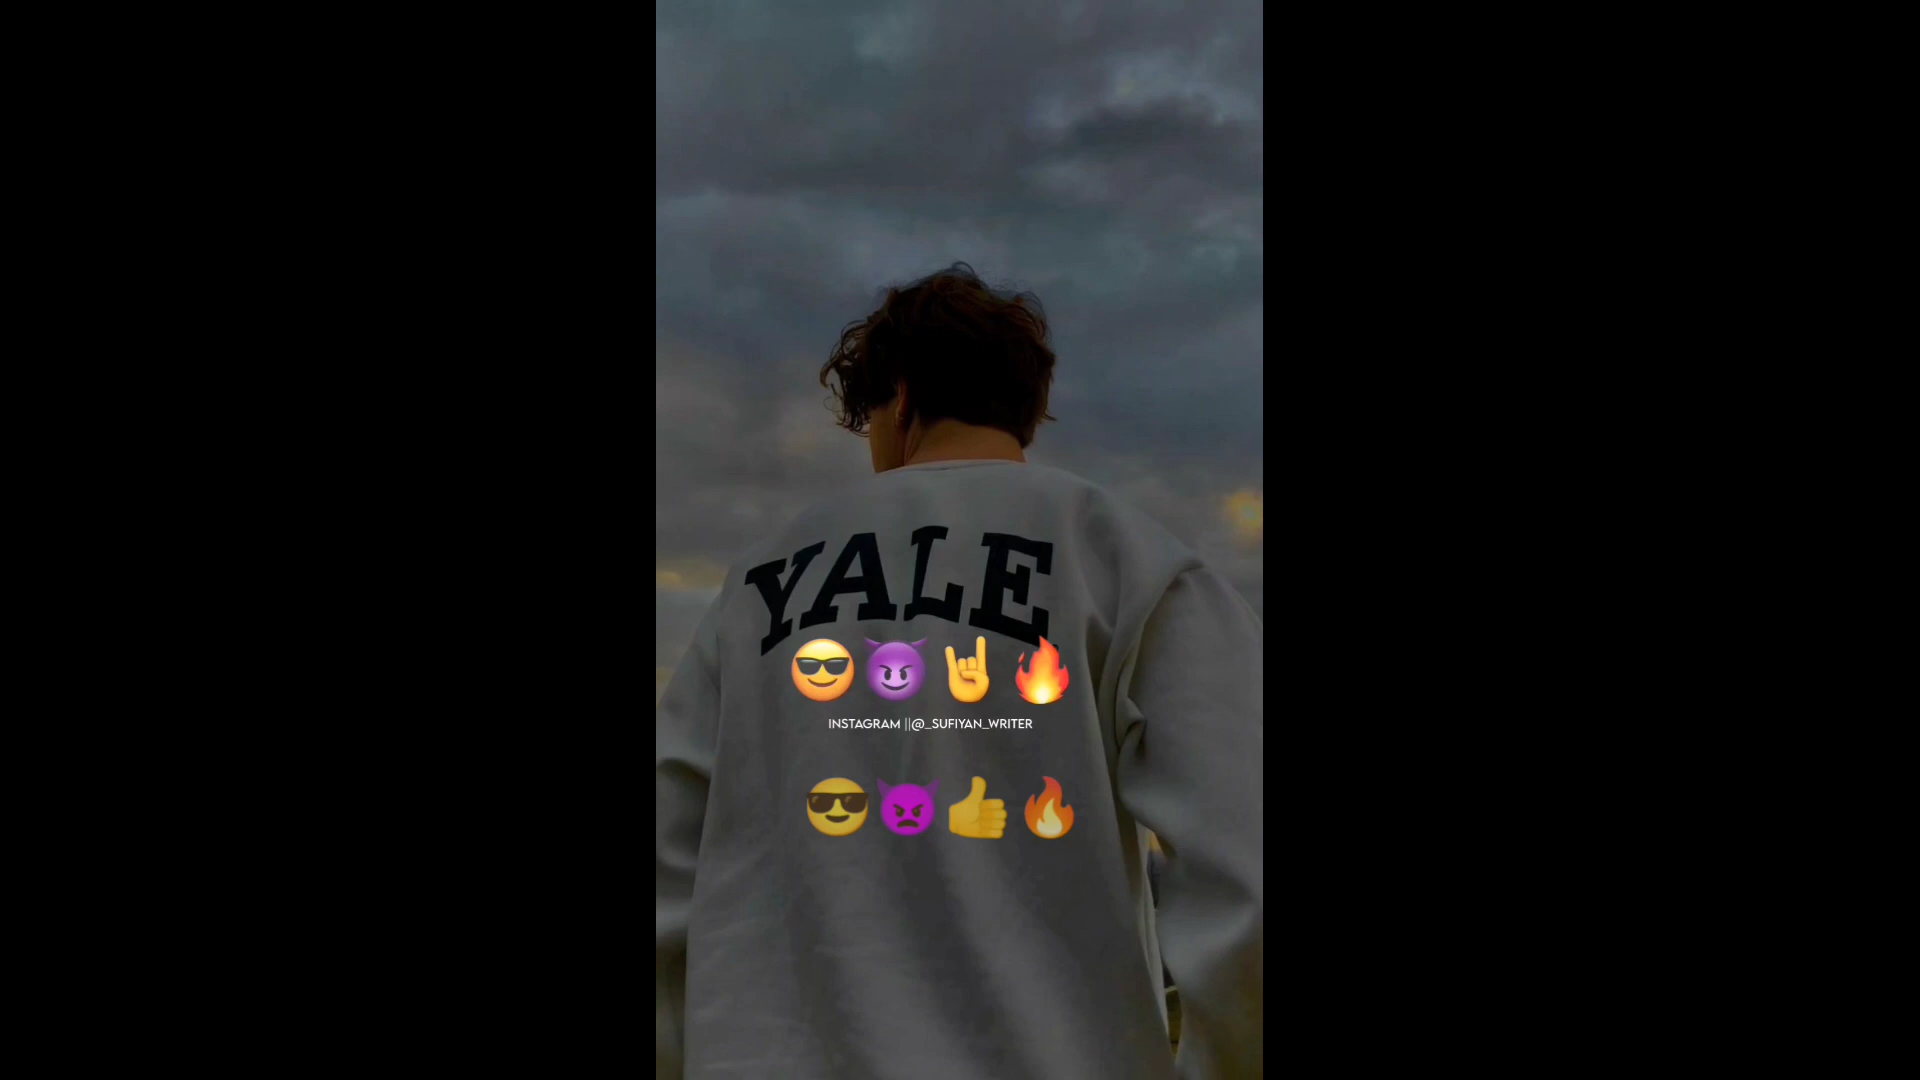 YALE
😎😈🤘🔥
INSTAGRAM ||@_SUFIYAN_WRITER
😎👿👍🔥